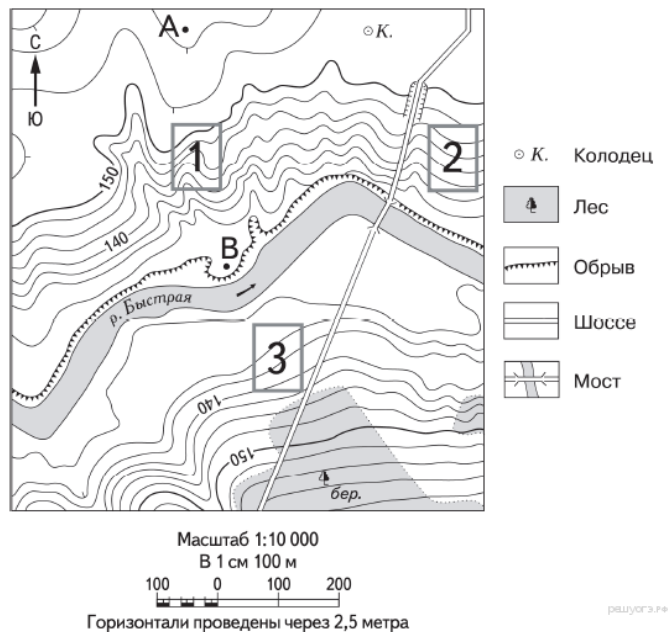 А
К.
С
Ю
1
2
150
140
В
р. Быстрая
3
140
150
бер.
К. Колодец
Лес
Обрыв
Шоссе
Мост
Масштаб 1:10 000
В 1 см 100 м
100 0 100 200
Горизонтали проведены через 2,5 метра
решуогэ.рф